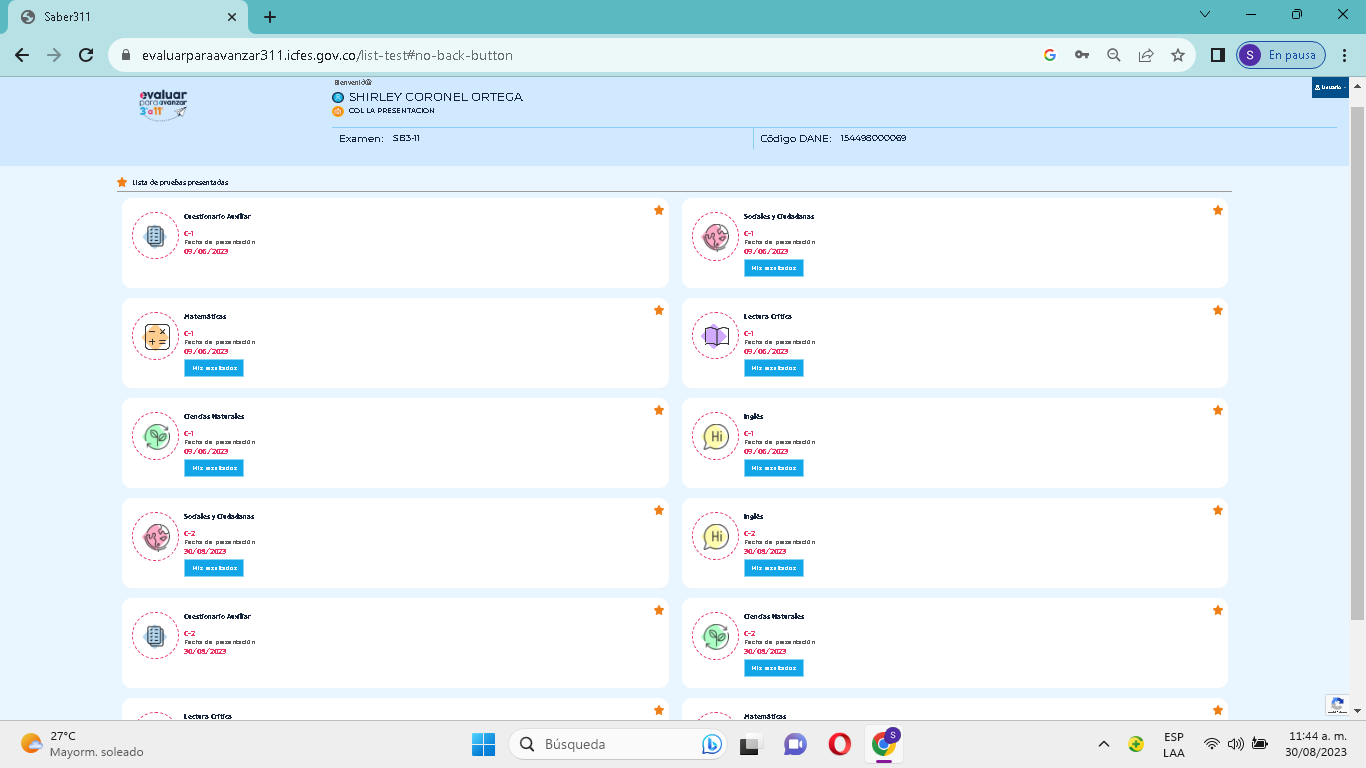 Saber311
evaluarparaavanzar311.icfes.gov.co/list-test#no-back-button
S
En pausa
evaluar
para avanzar
3°a11°
Bienvenid@
SHIRLEY CORONEL ORTEGA
COL LA PRESENTACION
Usuario
Examen: SB3-11
Código DANE: 154498000069
Lista de pruebas presentadas
Cuestionario Auxiliar
C-1
Fecha de presentación
09/06/2023
Sociales y Ciudadanas
C-1
Fecha de presentación
09/06/2023
Mis resultados
Matemáticas
C-1
Fecha de presentación
09/06/2023
Mis resultados
Lectura Crítica
C-1
Fecha de presentación
09/06/2023
Mis resultados
Ciencias Naturales
C-1
Fecha de presentación
09/06/2023
Mis resultados
Hi
Inglés
C-1
Fecha de presentación
09/06/2023
Mis resultados
Sociales y Ciudadanas
C-2
Fecha de presentación
30/08/2023
Mis resultados
Hi
Inglés
C-2
Fecha de presentación
30/08/2023
Mis resultados
Cuestionario Auxiliar
C-2
Fecha de presentación
30/08/2023
Ciencias Naturales
C-2
Fecha de presentación
30/08/2023
Mis resultados
Lectura Crítica
Matemáticas
27°C
Mayorm. soleado
Búsqueda
S
ESP
LAA
11:44 a. m.
30/08/2023